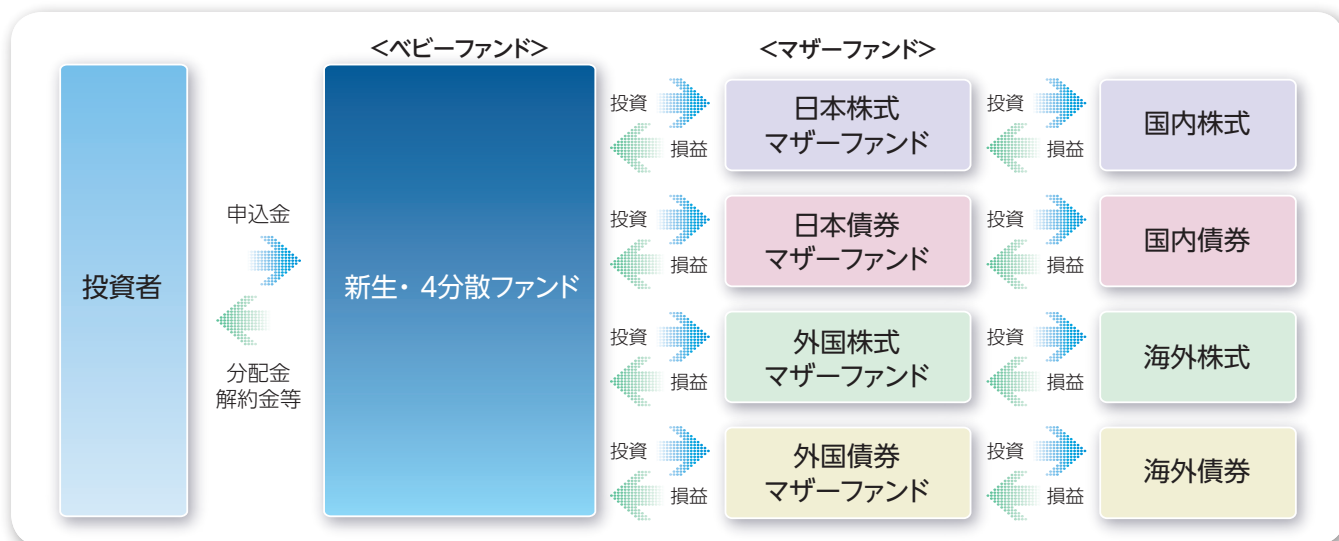 <ベビーファンド>
<マザーファンド>
投資者
申込金
分配金
解約金等
新生・4分散ファンド
投資
損益
日本株式
マザーファンド
投資
損益
国内株式
投資
損益
日本債券
マザーファンド
投資
損益
国内債券
投資
損益
外国株式
マザーファンド
投資
損益
海外株式
投資
損益
外国債券
マザーファンド
投資
損益
海外債券